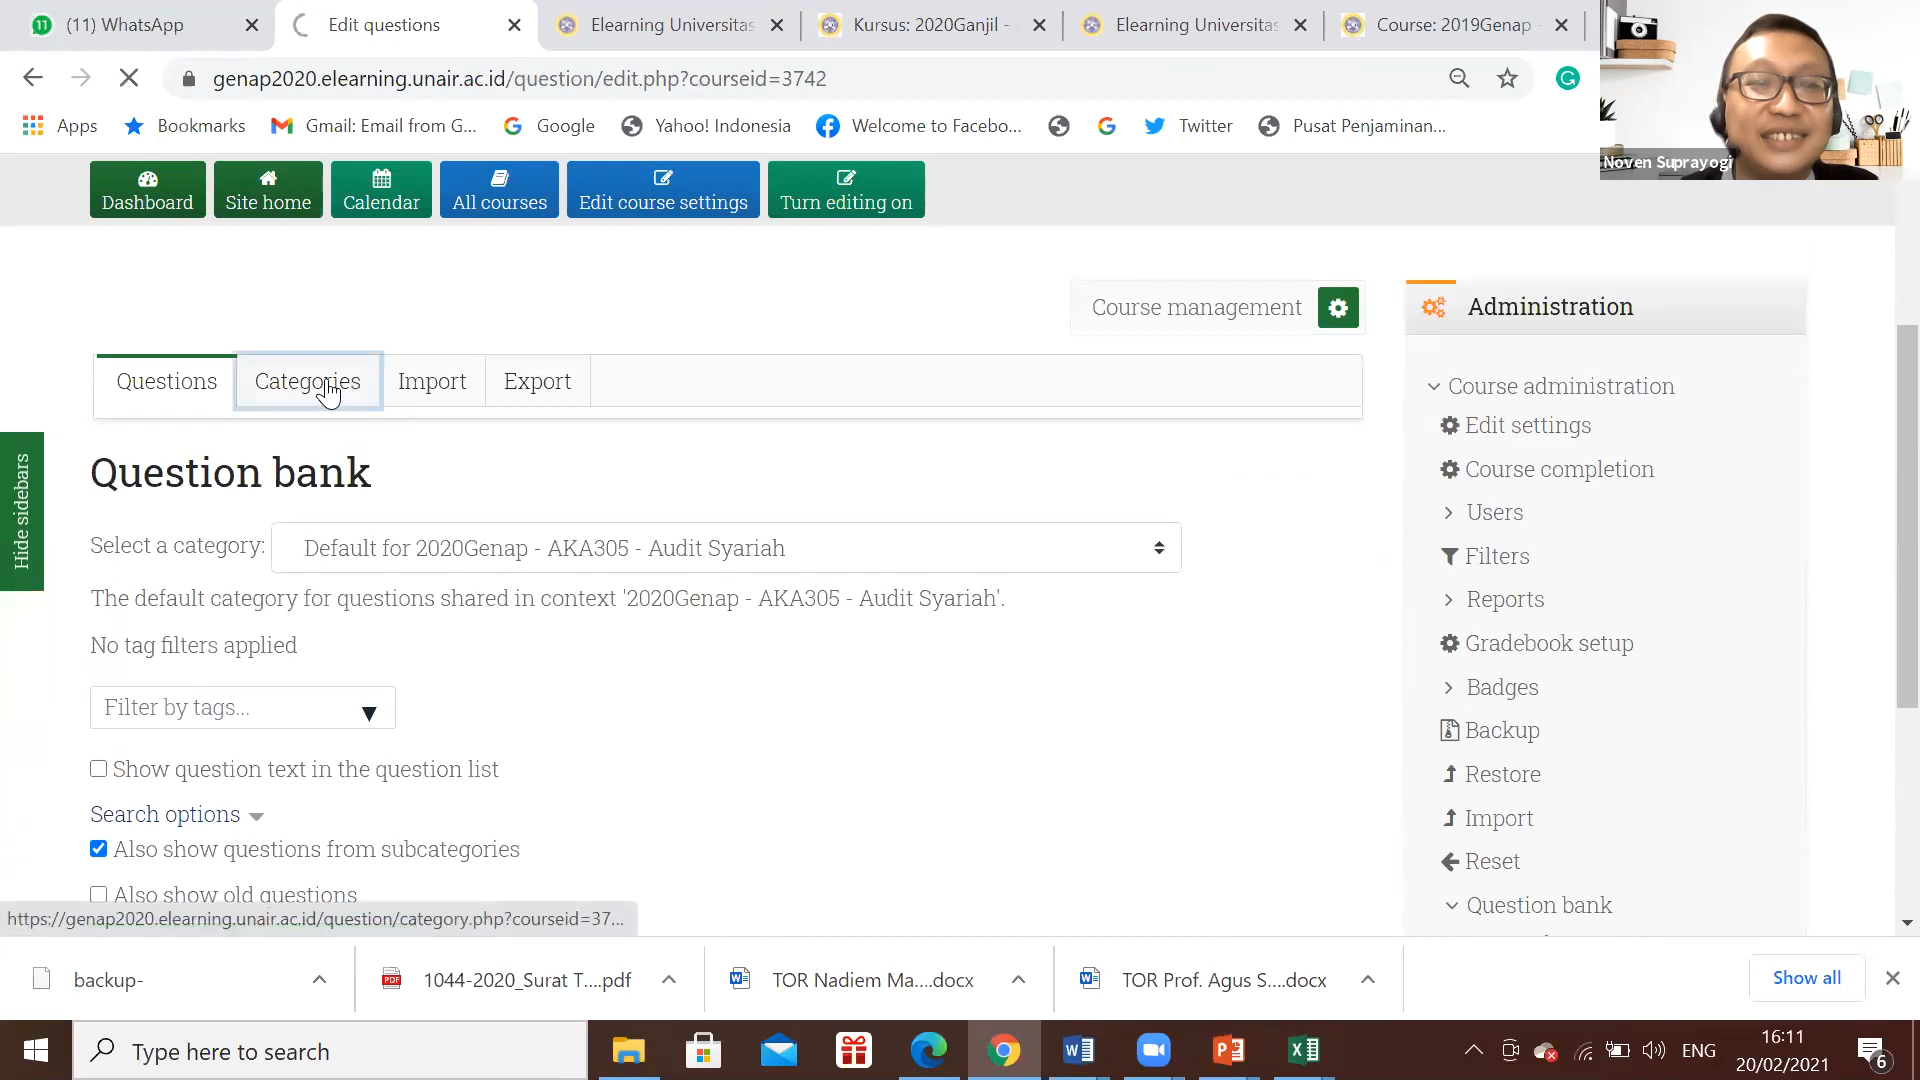 (11) WhatsApp
Edit questions
Elearning Universitas
Kursus: 2020Ganjil -
Elearning Universitas
Course: 2019Genap
genap2020.elearning.unair.ac.id/question/edit.php?courseid=3742
Apps
Bookmarks
Gmail: Email from G...
Google
Yahoo! Indonesia
Welcome to Facebo...
Twitter
Pusat Penjaminan...
Noven Suprayogi
Dashboard
Site home
Calendar
All courses
Edit course settings
Turn editing on
Course management
Questions
Categories
Import
Export
Hide sidebars
Question bank
Select a category:
Default for 2020Genap - AKA305 - Audit Syariah
The default category for questions shared in context '2020Genap - AKA305 - Audit Syariah'.
No tag filters applied
Filter by tags...
Show question text in the question list
Search options
Also show questions from subcategories
Also show old questions
Administration
Course administration
Edit settings
Course completion
Users
Filters
Reports
Gradebook setup
Badges
Backup
Restore
Import
Reset
Question bank
https://genap2020.elearning.unair.ac.id/question/category.php?courseid=37...
backup-
1044-2020_Surat T....pdf
TOR Nadiem Ma....docx
TOR Prof. Agus S....docx
Show all
Type here to search
ENG
16:11
20/02/2021
6